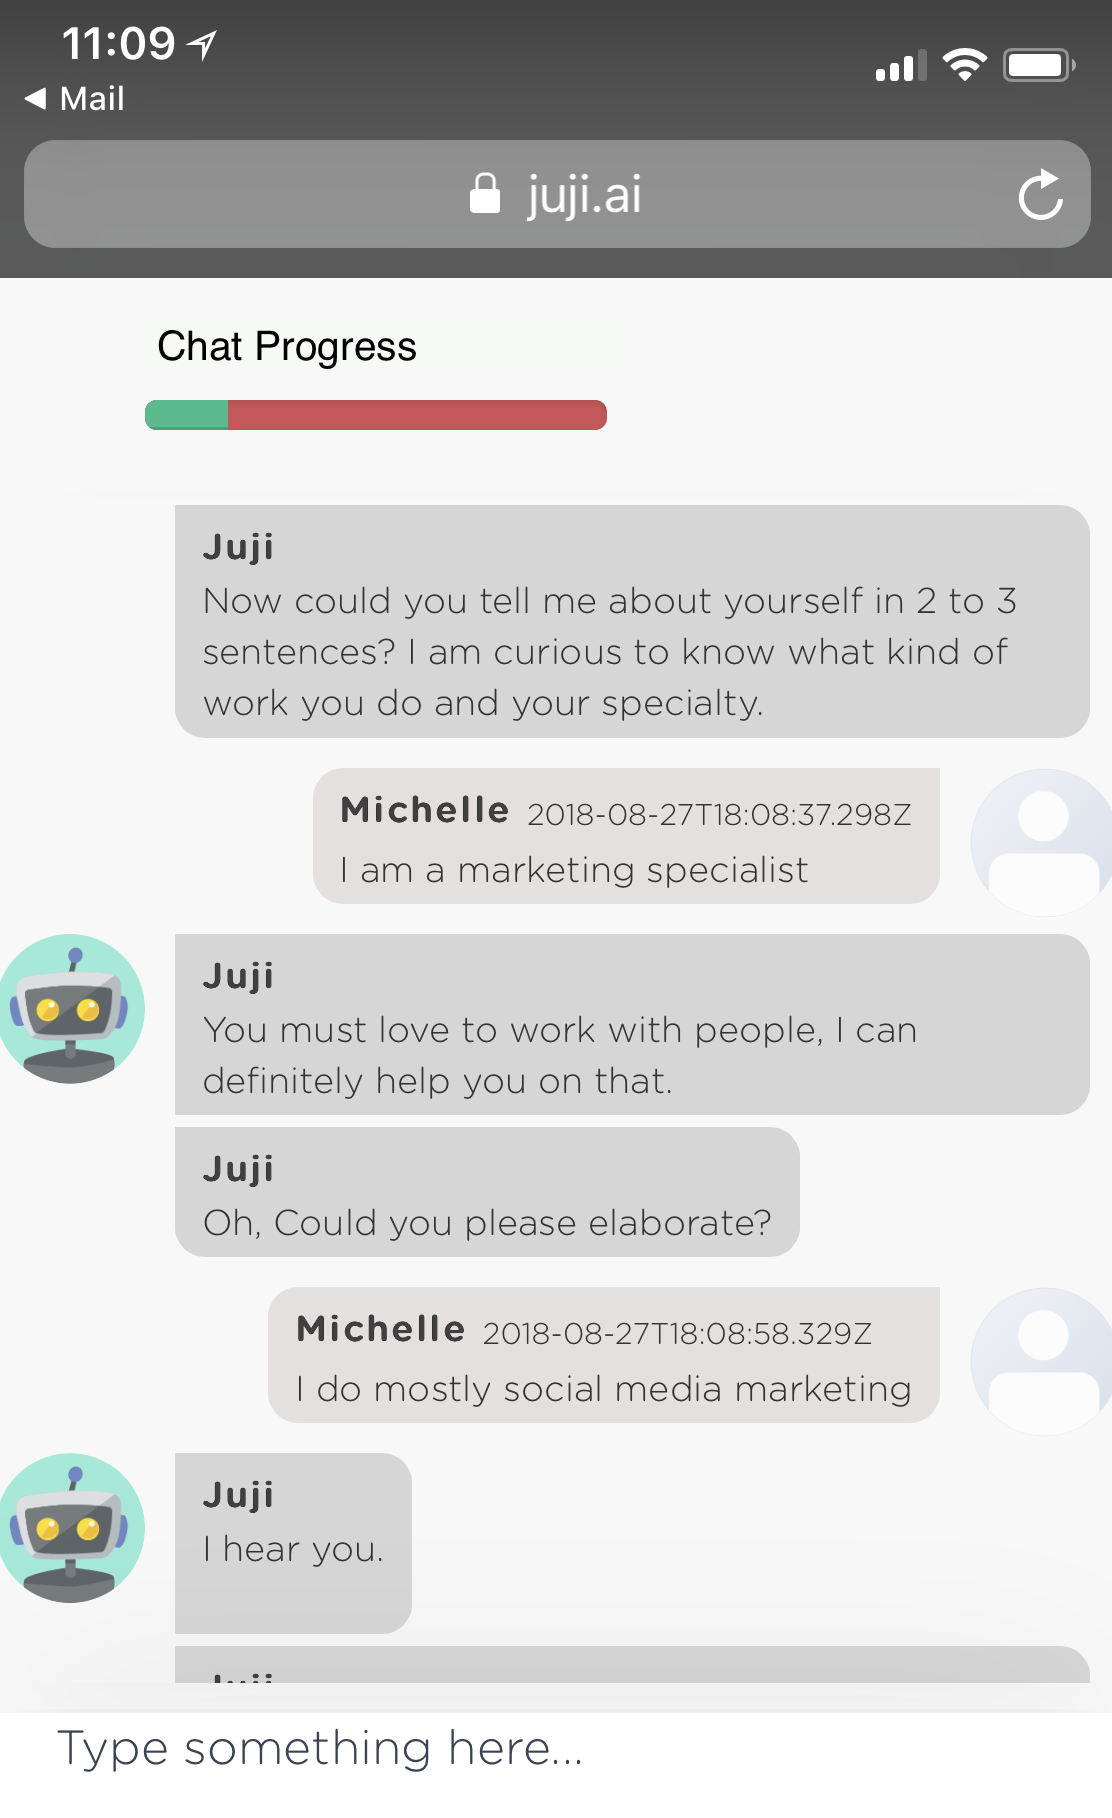 11:09
Mail
juji.ai
Chat Progress
Juji
Now could you tell me about yourself in 2 to 3
sentences? I am curious to know what kind of
work you do and your specialty.
Michelle 2018-08-27T18:08:37.298Z
I am a marketing specialist
Juji
You must love to work with people, I can
definitely help you on that.
Juji
Oh, Could you please elaborate?
Michelle 2018-08-27T18:08:58.329Z
I do mostly social media marketing
Juji
I hear you.
Juji
Type something here...